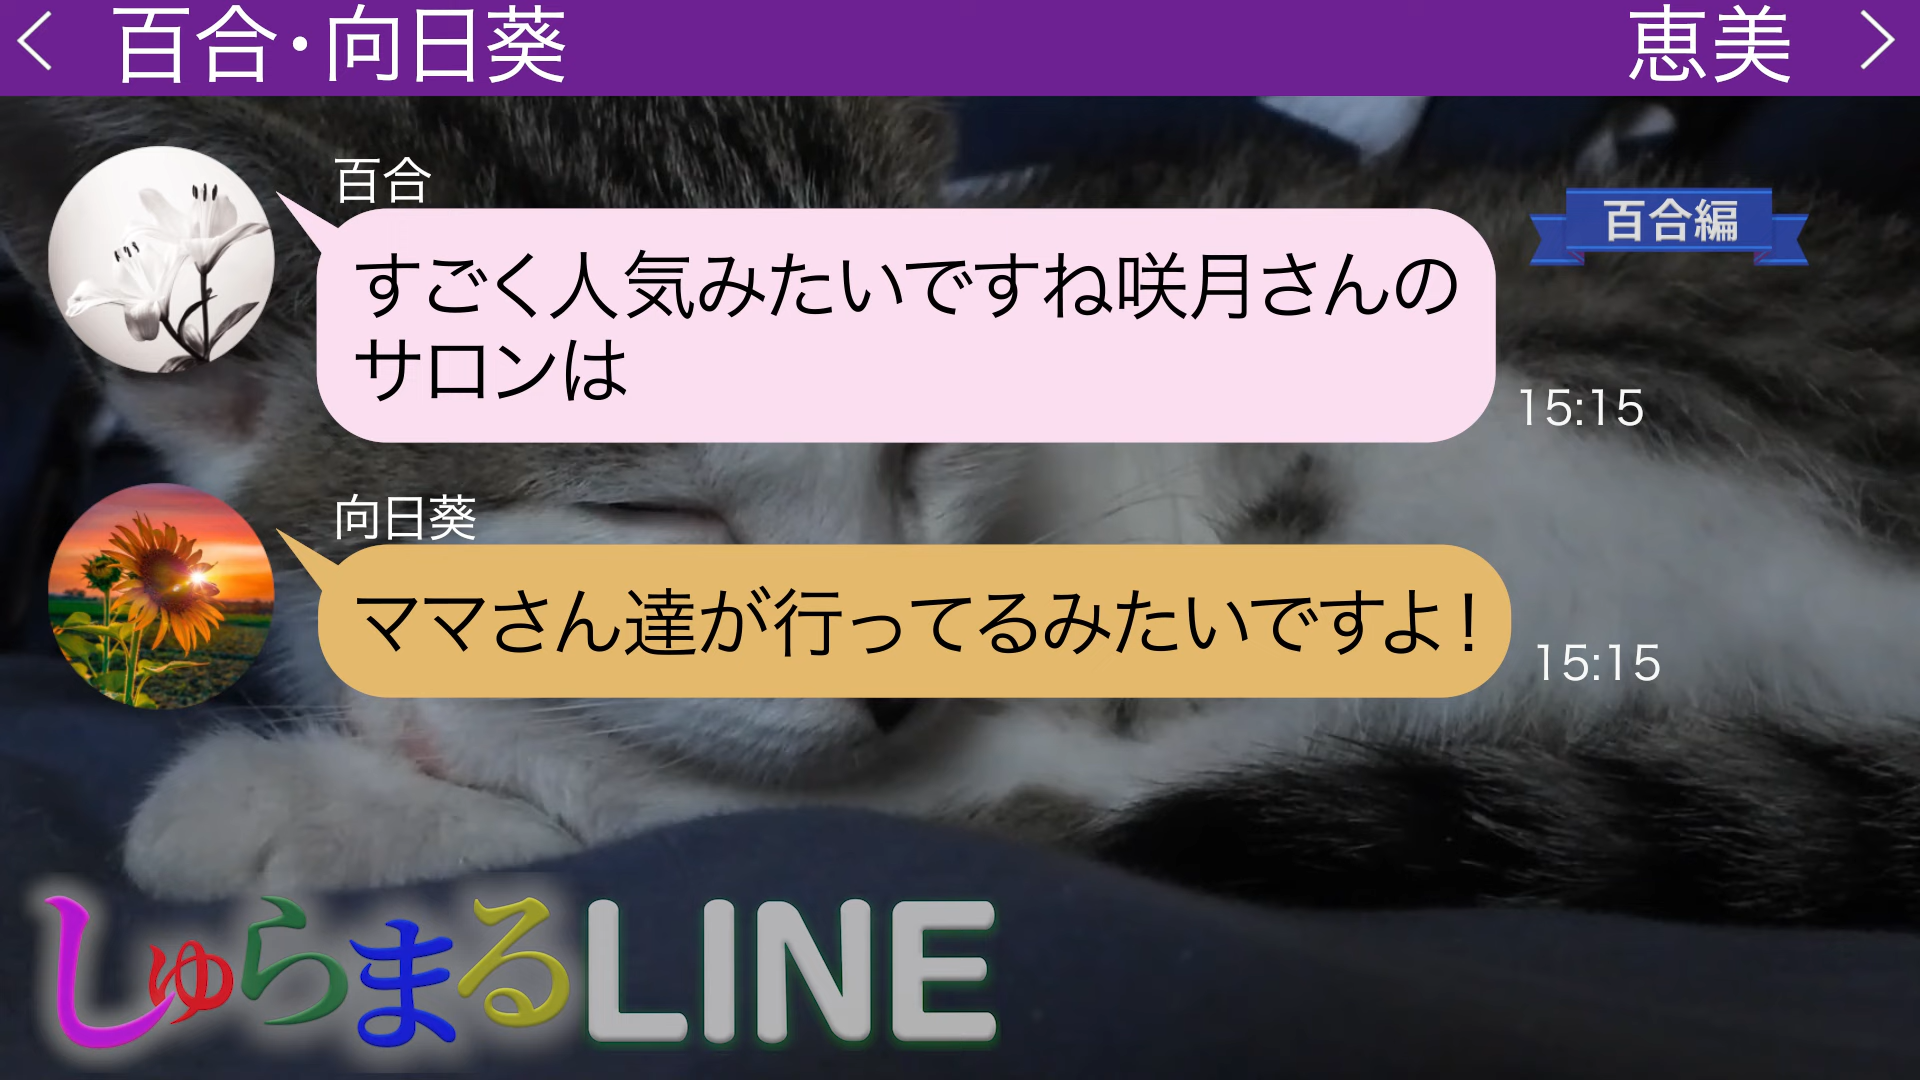 百合・向日葵
恵美
百合
百合編
すごく人気みたいですね咲月さんの
サロンは
15:15
向日葵
ママさん達が行ってるみたいですよ！
15:15
しゅらまるLINE